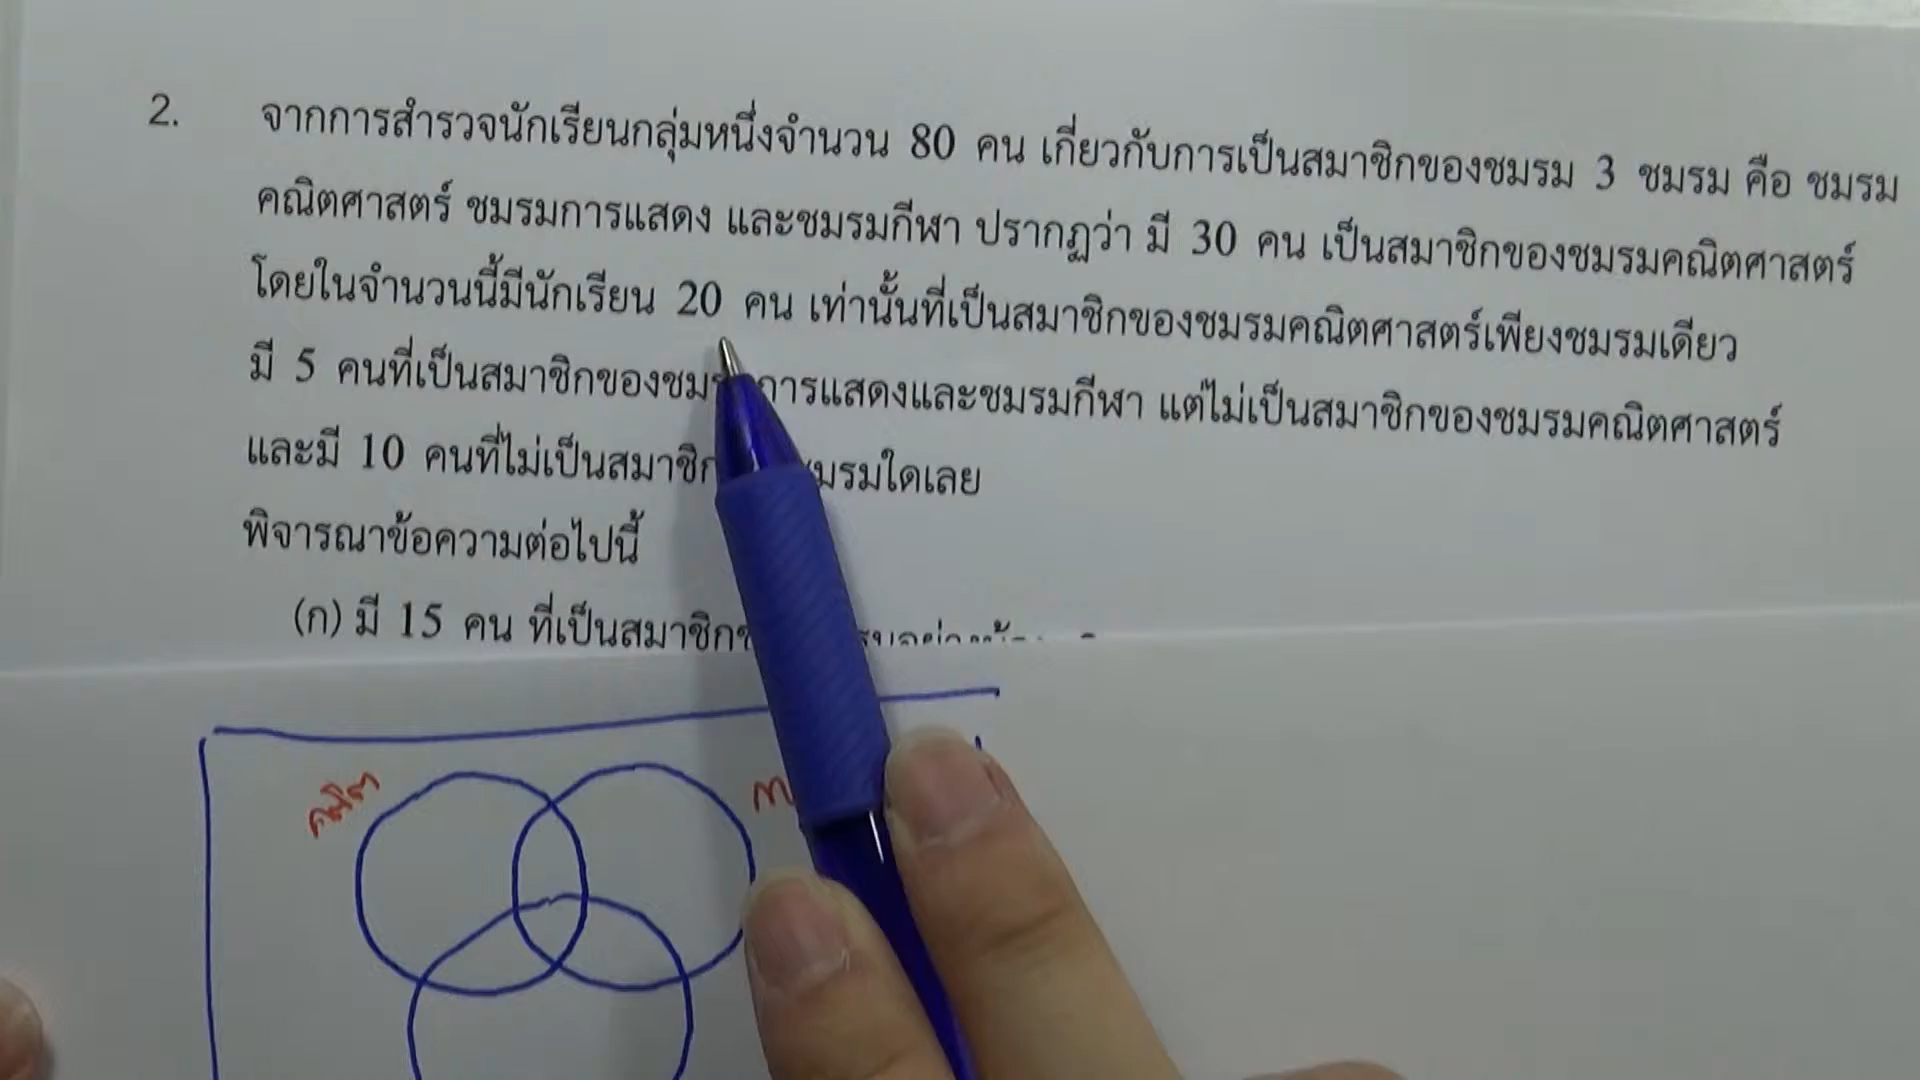 2. จากการสำรวจนักเรียนกลุ่มหนึ่งจำนวน 80 คน เกี่ยวกับการเป็นสมาชิกของชมรม 3 ชมรม คือ ชมรม
คณิตศาสตร์ ชมรมการแสดง และชมรมกีฬา ปรากฏว่า มี 30 คน เป็นสมาชิกของชมรมคณิตศาสตร์
โดยในจำนวนนี้มีนักเรียน 20 คน เท่านั้นที่เป็นสมาชิกของชมรมคณิตศาสตร์เพียงชมรมเดียว
มี 5 คนที่เป็นสมาชิกของชมรมการแสดงและชมรมกีฬา แต่ไม่เป็นสมาชิกของชมรมคณิตศาสตร์
และมี 10 คนที่ไม่เป็นสมาชิก ชมรมใดเลย
พิจารณาข้อความต่อไปนี้
(ก) มี 15 คน ที่เป็นสมาชิก
คณิต